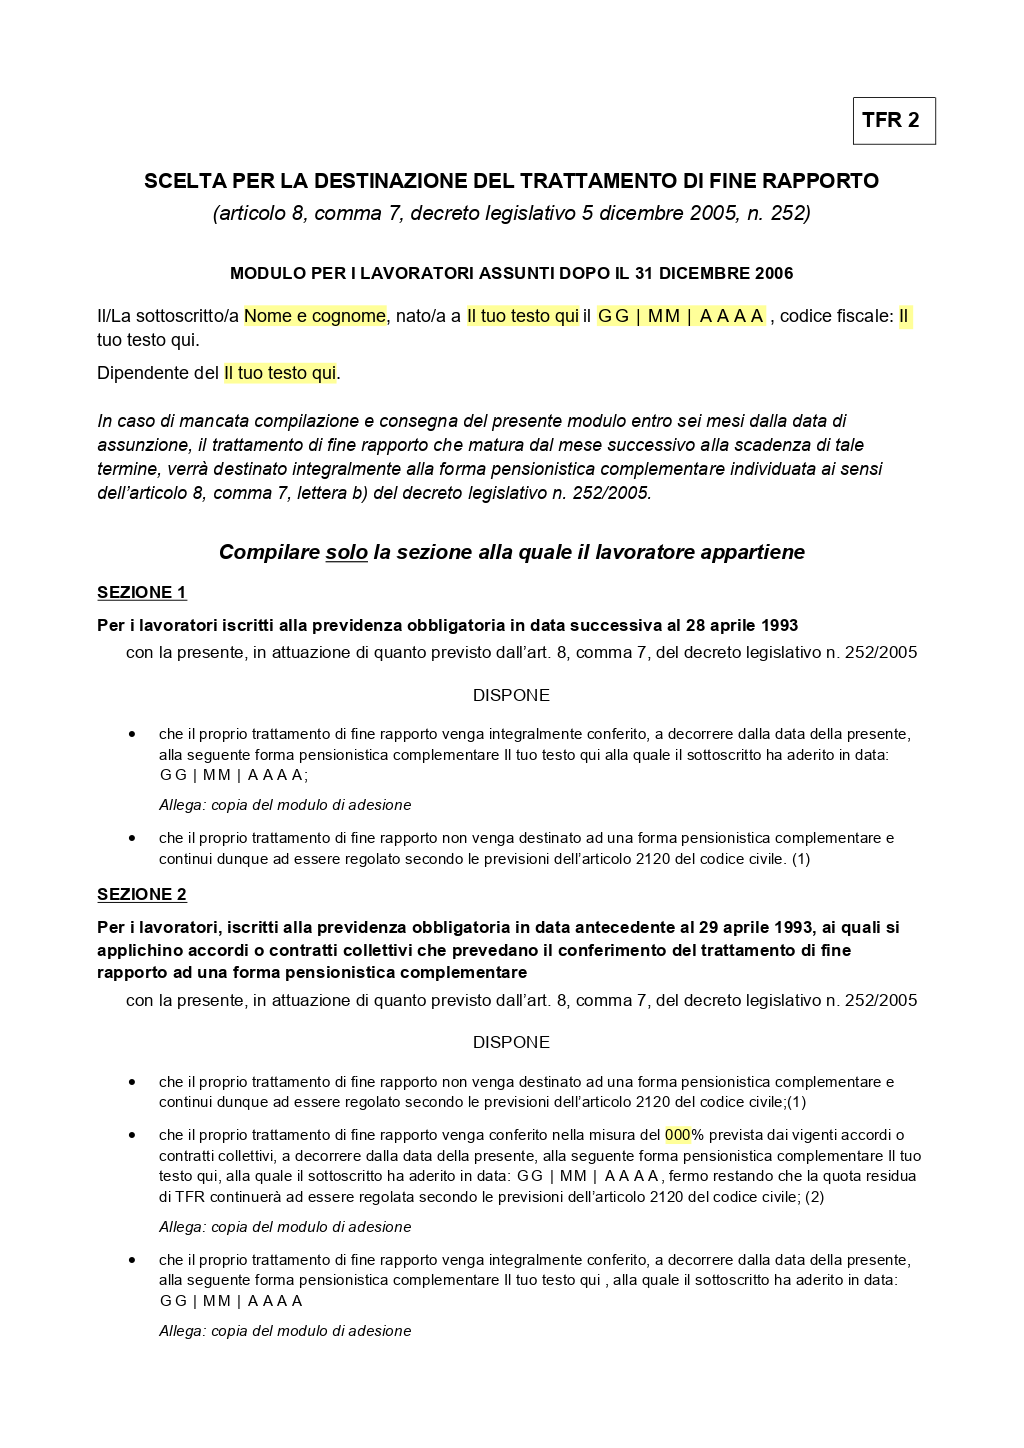 TFR 2
SCELTA PER LA DESTINAZIONE DEL TRATTAMENTO DI FINE RAPPORTO
(articolo 8, comma 7, decreto legislativo 5 dicembre 2005, n. 252)
MODULO PER I LAVORATORI ASSUNTI DOPO IL 31 DICEMBRE 2006
Il/La sottoscritto/a Nome e cognome, nato/a a Il tuo testo qui il GG | MM | AAAA , codice fiscale: Il
tuo testo qui.
Dipendente del Il tuo testo qui.
In caso di mancata compilazione e consegna del presente modulo entro sei mesi dalla data di
assunzione, il trattamento di fine rapporto che matura dal mese successivo alla scadenza di tale
termine, verrà destinato integralmente alla forma pensionistica complementare individuata ai sensi
dell’articolo 8, comma 7, lettera b) del decreto legislativo n. 252/2005.
Compilare solo la sezione alla quale il lavoratore appartiene
SEZIONE 1
Per i lavoratori iscritti alla previdenza obbligatoria in data successiva al 28 aprile 1993
con la presente, in attuazione di quanto previsto dall’art. 8, comma 7, del decreto legislativo n. 252/2005
DISPONE
• che il proprio trattamento di fine rapporto venga integralmente conferito, a decorrere dalla data della presente,
alla seguente forma pensionistica complementare Il tuo testo qui alla quale il sottoscritto ha aderito in data:
GG | MM | AAAA;
Allega: copia del modulo di adesione
• che il proprio trattamento di fine rapporto non venga destinato ad una forma pensionistica complementare e
continui dunque ad essere regolato secondo le previsioni dell’articolo 2120 del codice civile. (1)
SEZIONE 2
Per i lavoratori, iscritti alla previdenza obbligatoria in data antecedente al 29 aprile 1993, ai quali si
applichino accordi o contratti collettivi che prevedano il conferimento del trattamento di fine
rapporto ad una forma pensionistica complementare
con la presente, in attuazione di quanto previsto dall’art. 8, comma 7, del decreto legislativo n. 252/2005
DISPONE
• che il proprio trattamento di fine rapporto non venga destinato ad una forma pensionistica complementare e
continui dunque ad essere regolato secondo le previsioni dell’articolo 2120 del codice civile;(1)
• che il proprio trattamento di fine rapporto venga conferito nella misura del 000% prevista dai vigenti accordi o
contratti collettivi, a decorrere dalla data della presente, alla seguente forma pensionistica complementare Il tuo
testo qui, alla quale il sottoscritto ha aderito in data: GG | MM | AAAA, fermo restando che la quota residua
di TFR continuerà ad essere regolata secondo le previsioni dell’articolo 2120 del codice civile; (2)
Allega: copia del modulo di adesione
• che il proprio trattamento di fine rapporto venga integralmente conferito, a decorrere dalla data della presente,
alla seguente forma pensionistica complementare Il tuo testo qui , alla quale il sottoscritto ha aderito in data:
GG | MM | AAAA
Allega: copia del modulo di adesione